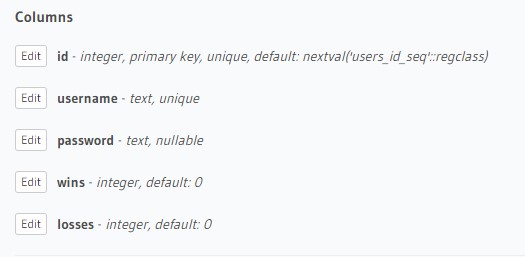 Columns
Edit id - integer, primary key, unique, default: nextval('users_id_seq'::regclass)
Edit username - text, unique
Edit password - text, nullable
Edit wins - integer, default: 0
Edit losses - integer, default: 0